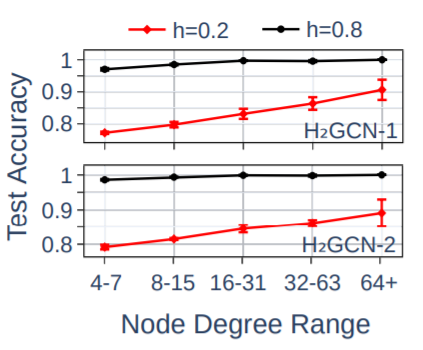 h=0.2 h=0.8
1
0.9
0.8
H₂GCN-1
1
0.9
0.8
H₂GCN-2
Test Accuracy
4-7 8-15 16-31 32-63 64+
Node Degree Range